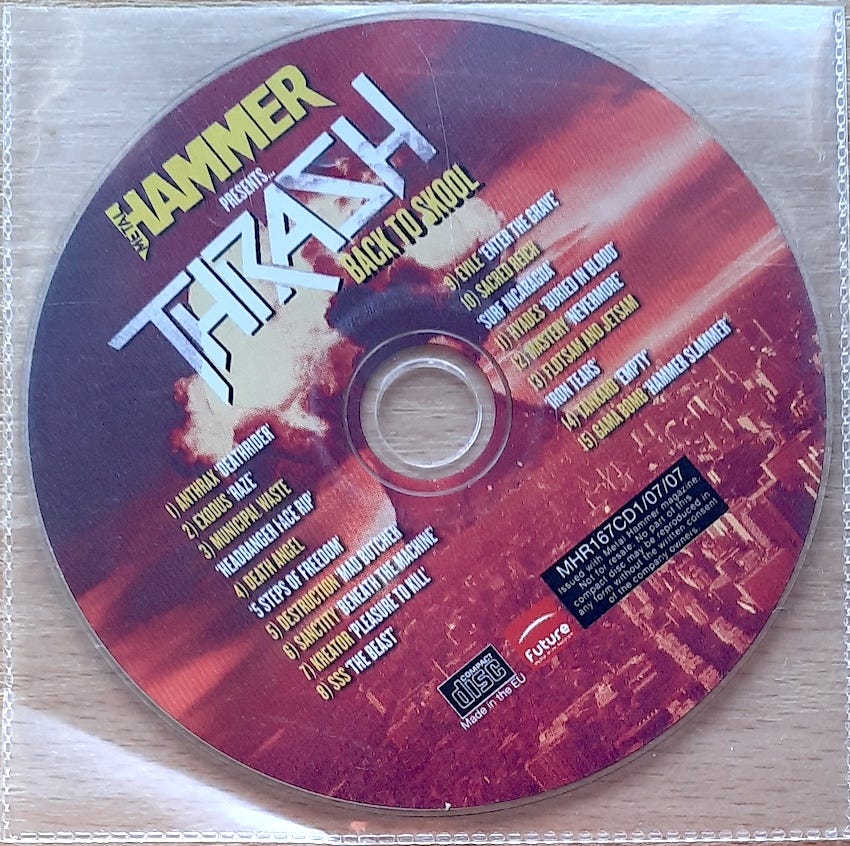 METAL HAMMER
PRESENTS...
THRASH
BACK TO SKOOL
1) ANTHRAX 'DEATHRIDER'
2) EXODUS 'RAZE'
3) MUNICIPAL WASTE
'HEADBANGER FACE RIP'
4) DEATH ANGEL
'5 STEPS OF FREEDOM'
5) DESTRUCTION 'MAD BUTCHER'
6) SANCTITY 'BENEATH THE MACHINE'
7) KREATOR 'PLEASURE TO KILL'
8) SSS 'THE BEAST'
9) EVILE 'ENTER THE GRAVE'
10) SACRED REICH
'SURF NICARAGUA'
11) HYADES 'BURIED IN BLOOD'
12) MASTERY 'NEVERMORE'
13) FLOTSAM AND JETSAM
'IRON TEARS'
14) TANKARD 'EMPTY'
15) GAMA BOMB 'HAMMER SLAMMER'
MHR167CD1/07/07
Issued with Metal Hammer magazine.
Not for resale. No part of this
compact disc may be reproduced in
any form without the written consent
of the company owners.
Future
COMPACT
disc
Made in the EU